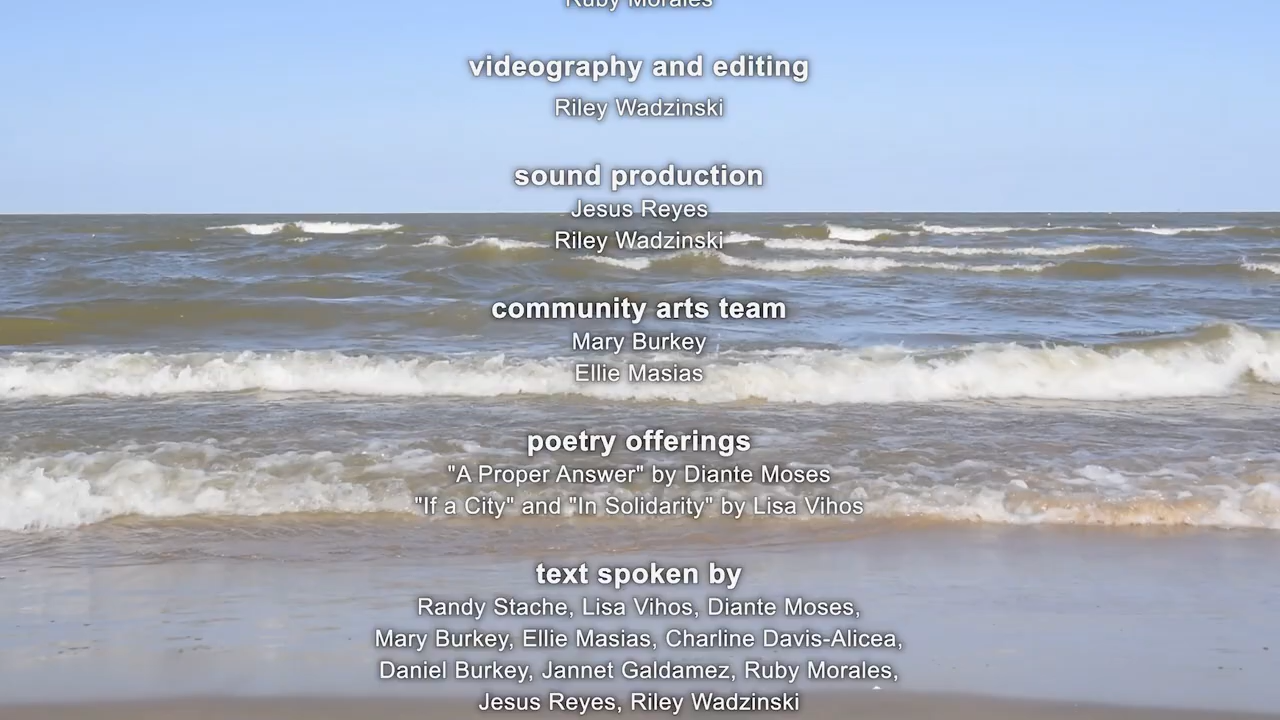 Ruby Morales
videography and editing
Riley Wadzinski
sound production
Jesus Reyes
Riley Wadzinski
community arts team
Mary Burkey
Ellie Masias
poetry offerings
"A Proper Answer" by Diante Moses
"If a City" and "In Solidarity" by Lisa Vihos
text spoken by
Randy Stache, Lisa Vihos, Diante Moses,
Mary Burkey, Ellie Masias, Charline Davis-Alicea,
Daniel Burkey, Jannet Galdamez, Ruby Morales,
Jesus Reyes, Riley Wadzinski